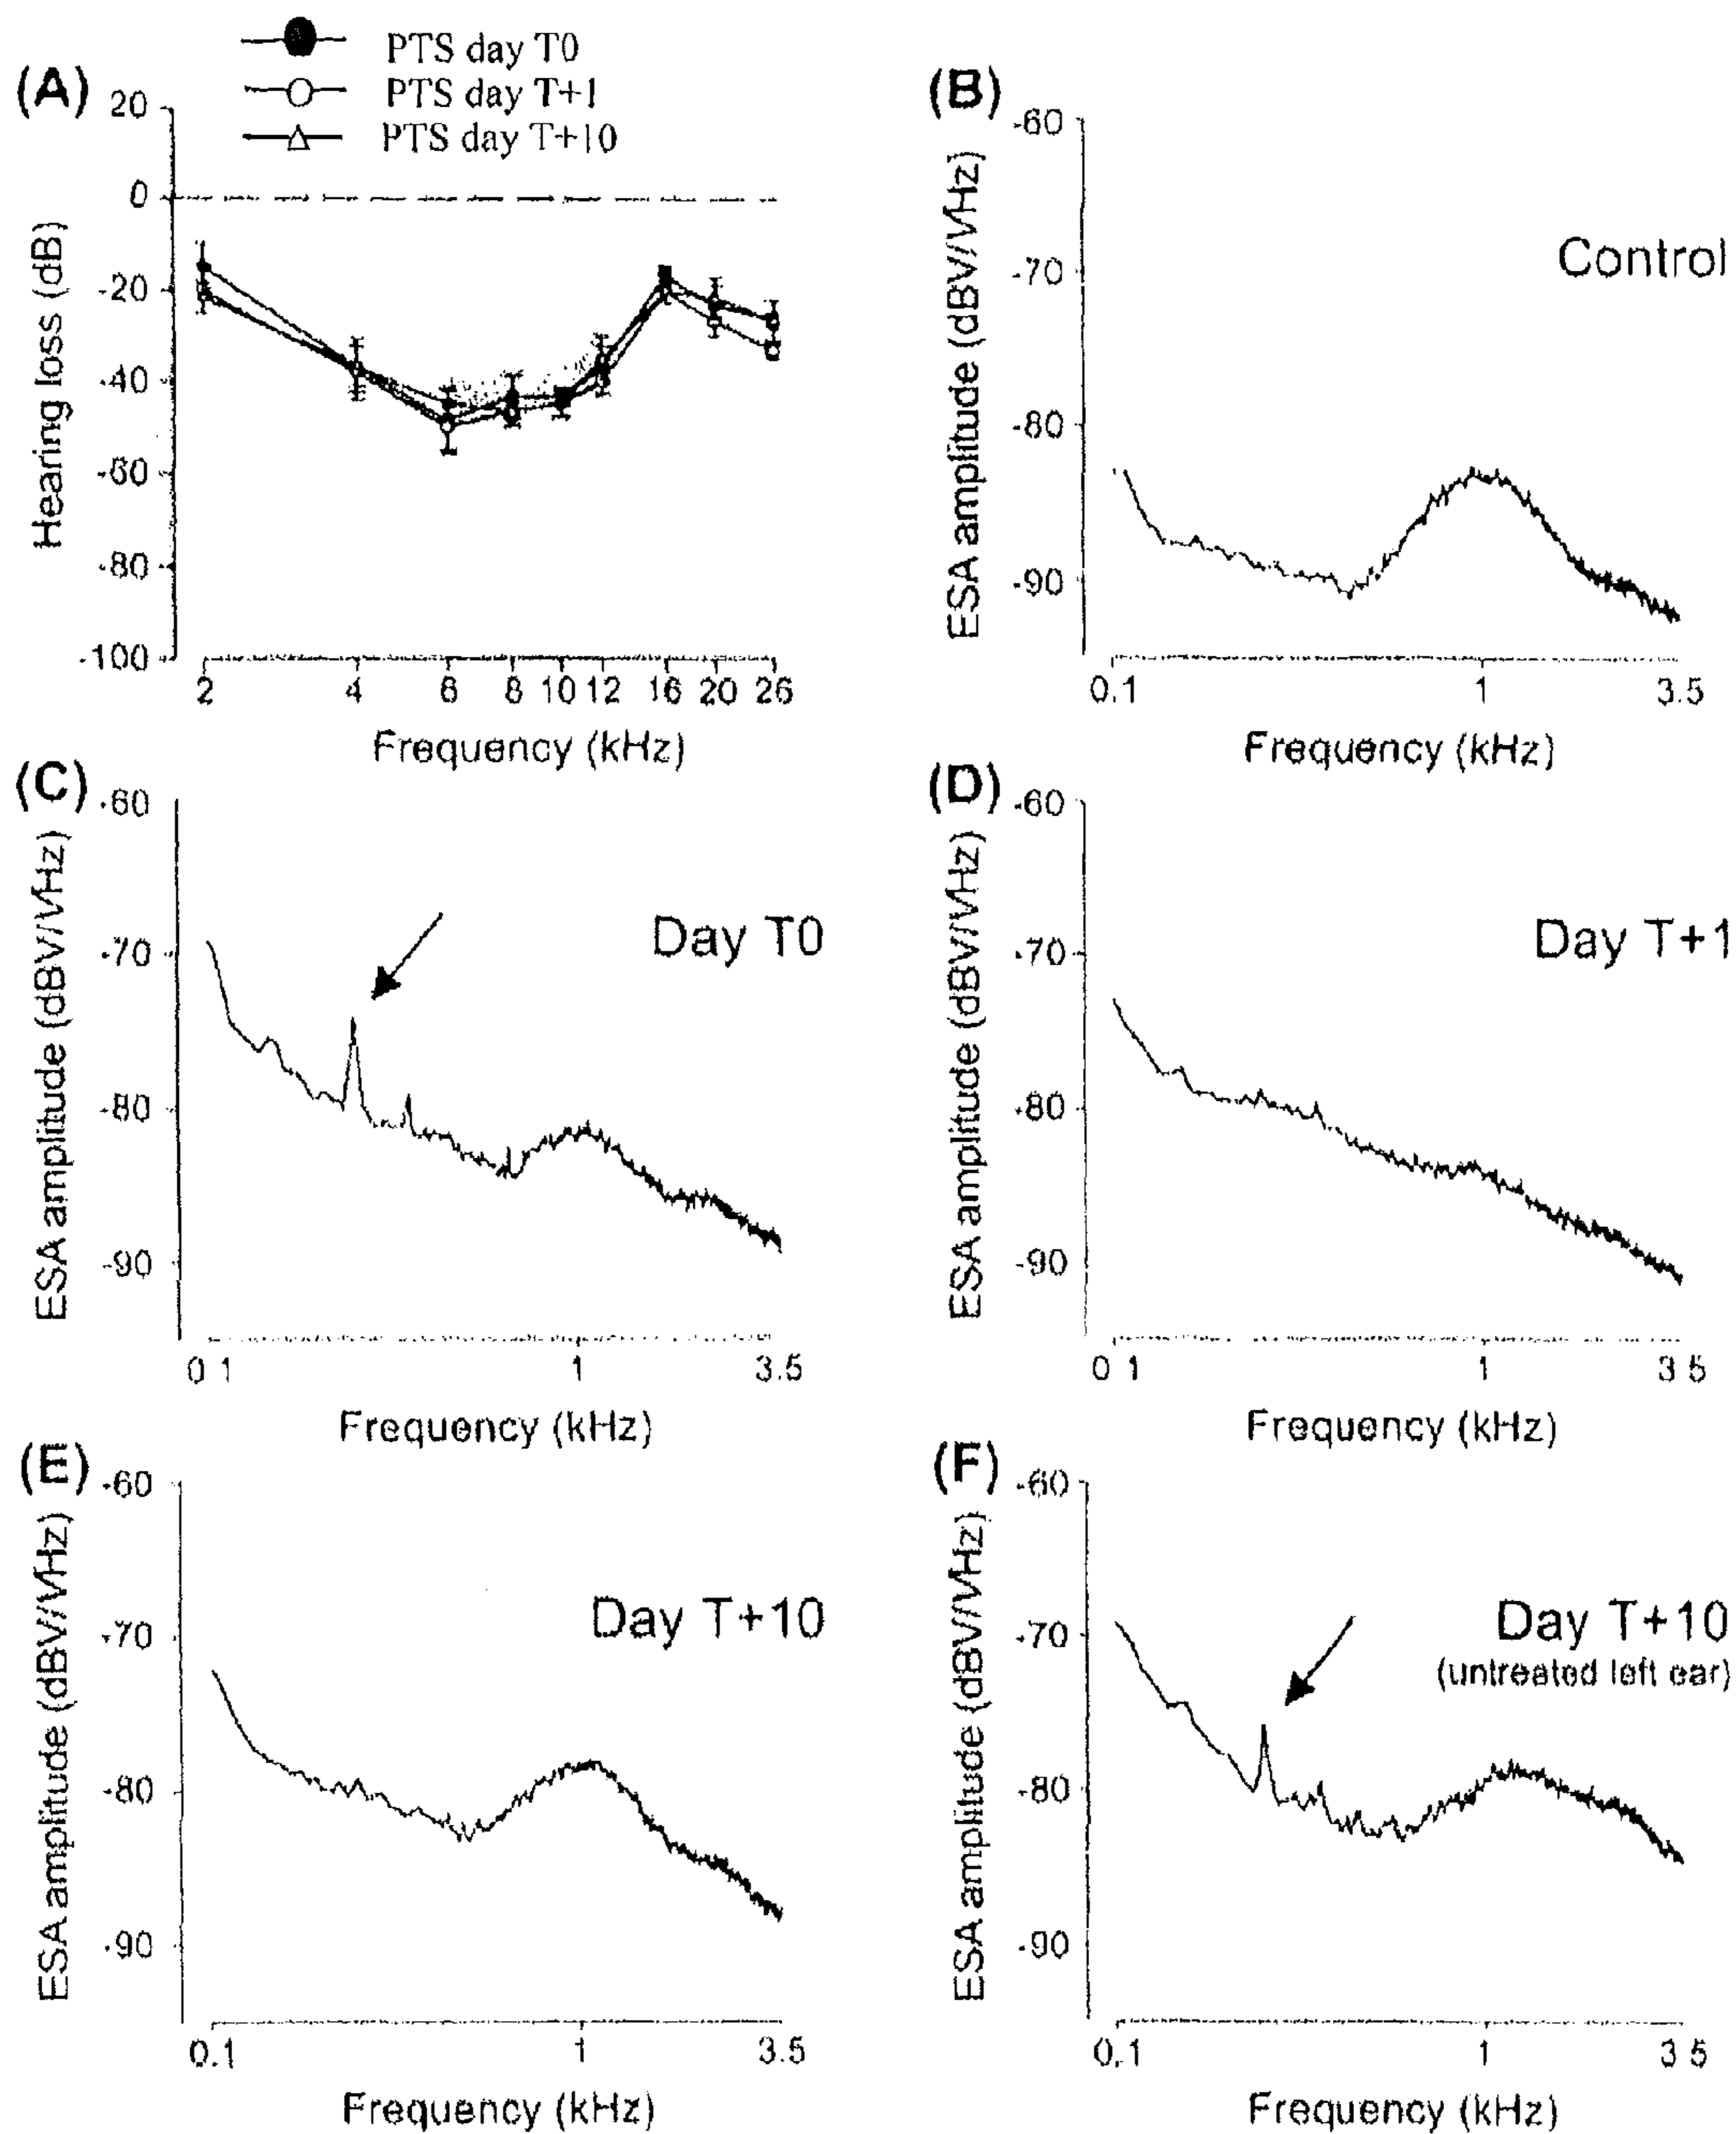 PTS day T0
PTS day T+1
PTS day T+10
(A)
20
0
-20
-40
-60
-80
-100
Hearing loss (dB)
2 4 6 8 10 12 16 20 26
Frequency (kHz)
(B)
-60
-70
-80
-90
ESA amplitude (dBV/√Hz)
Control
0.1 1 3.5
Frequency (kHz)
(C)
-60
-70
-80
-90
ESA amplitude (dBV/√Hz)
Day T0
0 1 1 3.5
Frequency (kHz)
(D)
-60
-70
-80
-90
ESA amplitude (dBV/√Hz)
Day T+1
0 1 1 3 5
Frequency (kHz)
(E)
-60
-70
-80
-90
ESA amplitude (dBV/√Hz)
Day T+10
0.1 1 3.5
Frequency (kHz)
(F)
-60
-70
-80
-90
ESA amplitude (dBV/√Hz)
Day T+10
(untreated left ear)
0.1 1 3 5
Frequency (kHz)